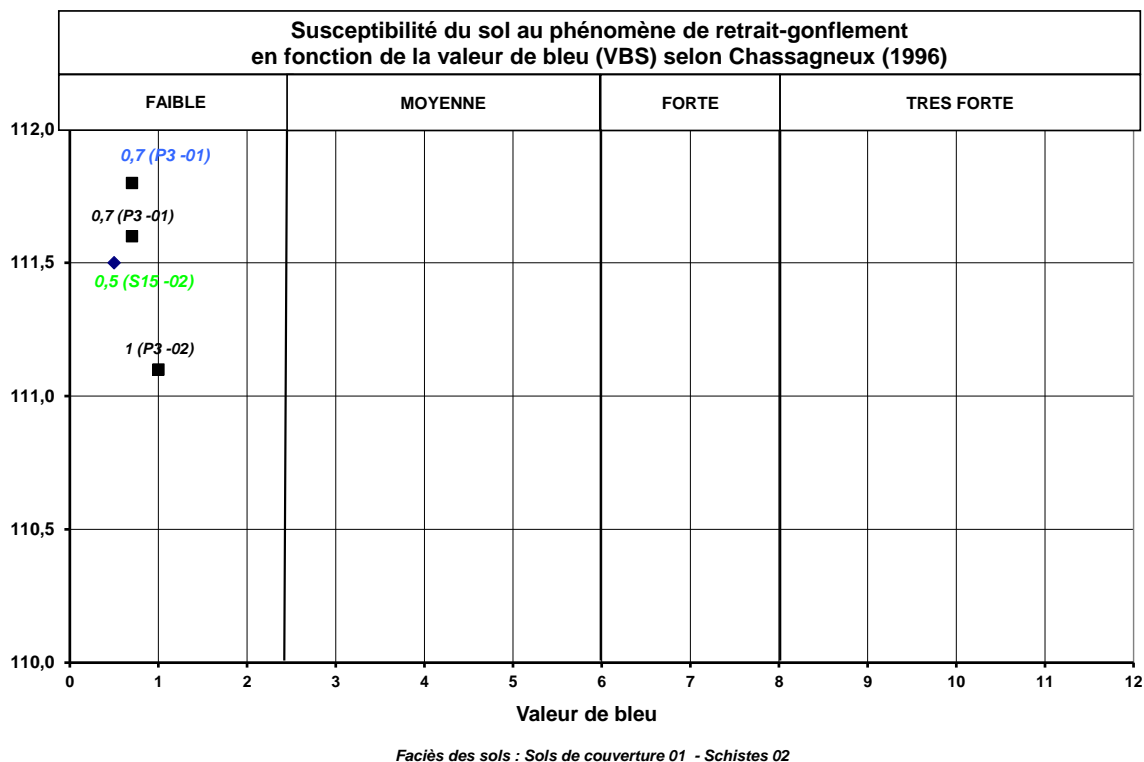 Susceptibilité du sol au phénomène de retrait-gonflement
en fonction de la valeur de bleu (VBS) selon Chassagneux (1996)
FAIBLE MOYENNE FORTE TRES FORTE
112,0
0,7 (P3 -01)
0,7 (P3 -01)
111,5
0,5 (S15 -02)
1 (P3 -02)
111,0
110,5
110,0
0 1 2 3 4 5 6 7 8 9 10 11 12
Valeur de bleu
Faciès des sols : Sols de couverture 01 - Schistes 02